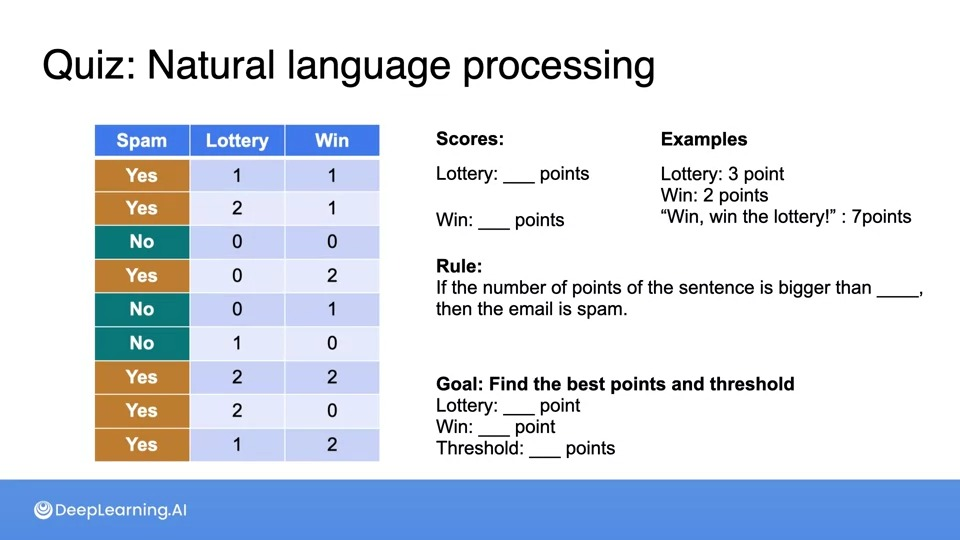 Quiz: Natural language processing
Spam Lottery Win
Yes 1 1
Yes 2 1
No 0 0
Yes 0 2
No 0 1
No 1 0
Yes 2 2
Yes 2 0
Yes 1 2
Scores:
Lottery: ___ points
Win: ___ points
Examples
Lottery: 3 point
Win: 2 points
“Win, win the lottery!” : 7points
Rule:
If the number of points of the sentence is bigger than ____,
then the email is spam.
Goal: Find the best points and threshold
Lottery: ___ point
Win: ___ point
Threshold: ___ points
DeepLearning.AI